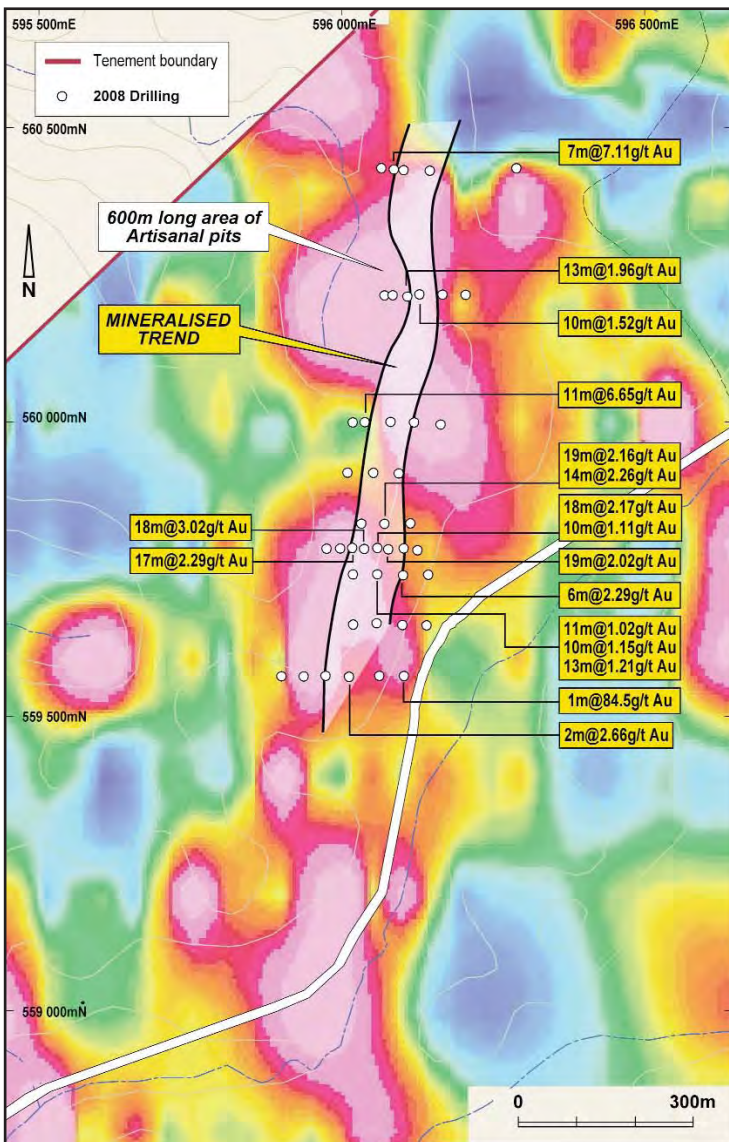 595 500mE
596 000mE
596 500mE
Tenement boundary
2008 Drilling
560 500mN
7m@7.11g/t Au
600m long area of
Artisanal pits
N
13m@1.96g/t Au
MINERALISED
TREND
10m@1.52g/t Au
11m@6.65g/t Au
560 000mN
19m@2.16g/t Au
14m@2.26g/t Au
18m@2.17g/t Au
10m@1.11g/t Au
18m@3.02g/t Au
17m@2.29g/t Au
19m@2.02g/t Au
6m@2.29g/t Au
11m@1.02g/t Au
10m@1.15g/t Au
13m@1.21g/t Au
1m@84.5g/t Au
559 500mN
2m@2.66g/t Au
559 000mN
0
300m